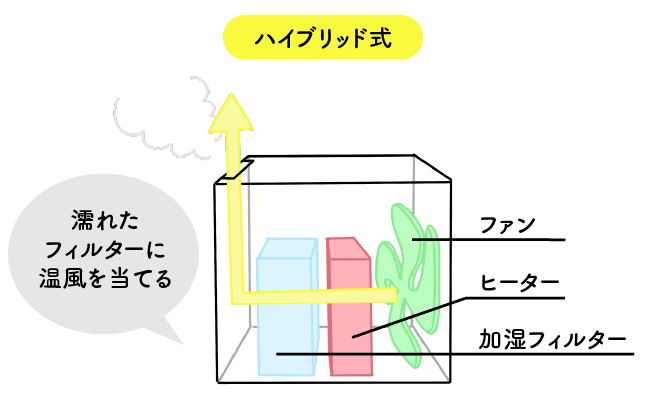 ハイブリッド式
濡れた
フィルターに
温風を当てる
ファン
ヒーター
加湿フィルター